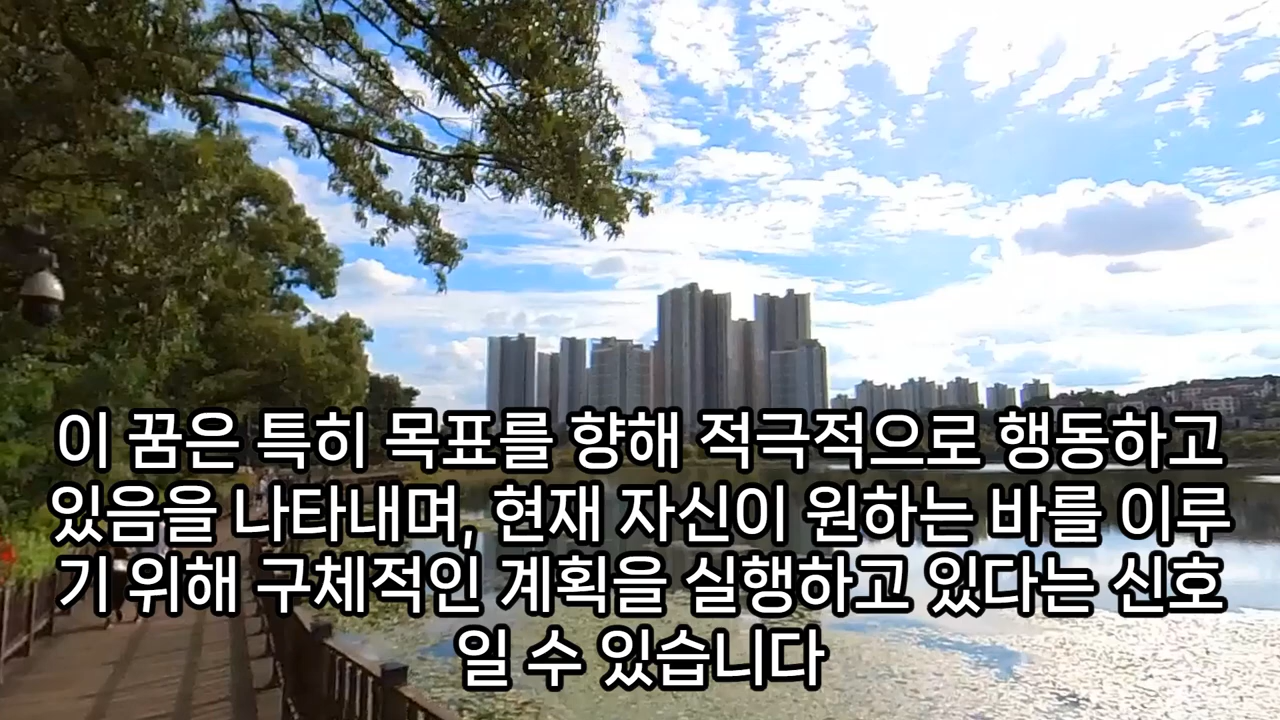 이 꿈은 특히 목표를 향해 적극적으로 행동하고
있음을 나타내며, 현재 자신이 원하는 바를 이루
기 위해 구체적인 계획을 실행하고 있다는 신호
일 수 있습니다